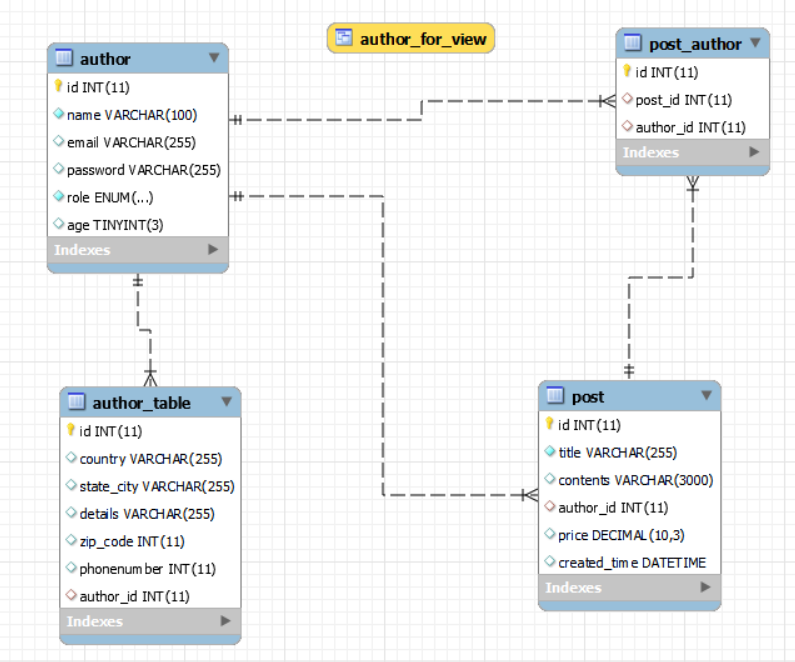 author_for_view
author
id INT(11)
name VARCHAR(100)
email VARCHAR(255)
password VARCHAR(255)
role ENUM(...)
age TINYINT(3)
Indexes
post_author
id INT(11)
post_id INT(11)
author_id INT(11)
Indexes
author_table
id INT(11)
country VARCHAR(255)
state_city VARCHAR(255)
details VARCHAR(255)
zip_code INT(11)
phonenumber INT(11)
author_id INT(11)
Indexes
post
id INT(11)
title VARCHAR(255)
contents VARCHAR(3000)
author_id INT(11)
price DECIMAL(10,3)
created_time DATETIME
Indexes